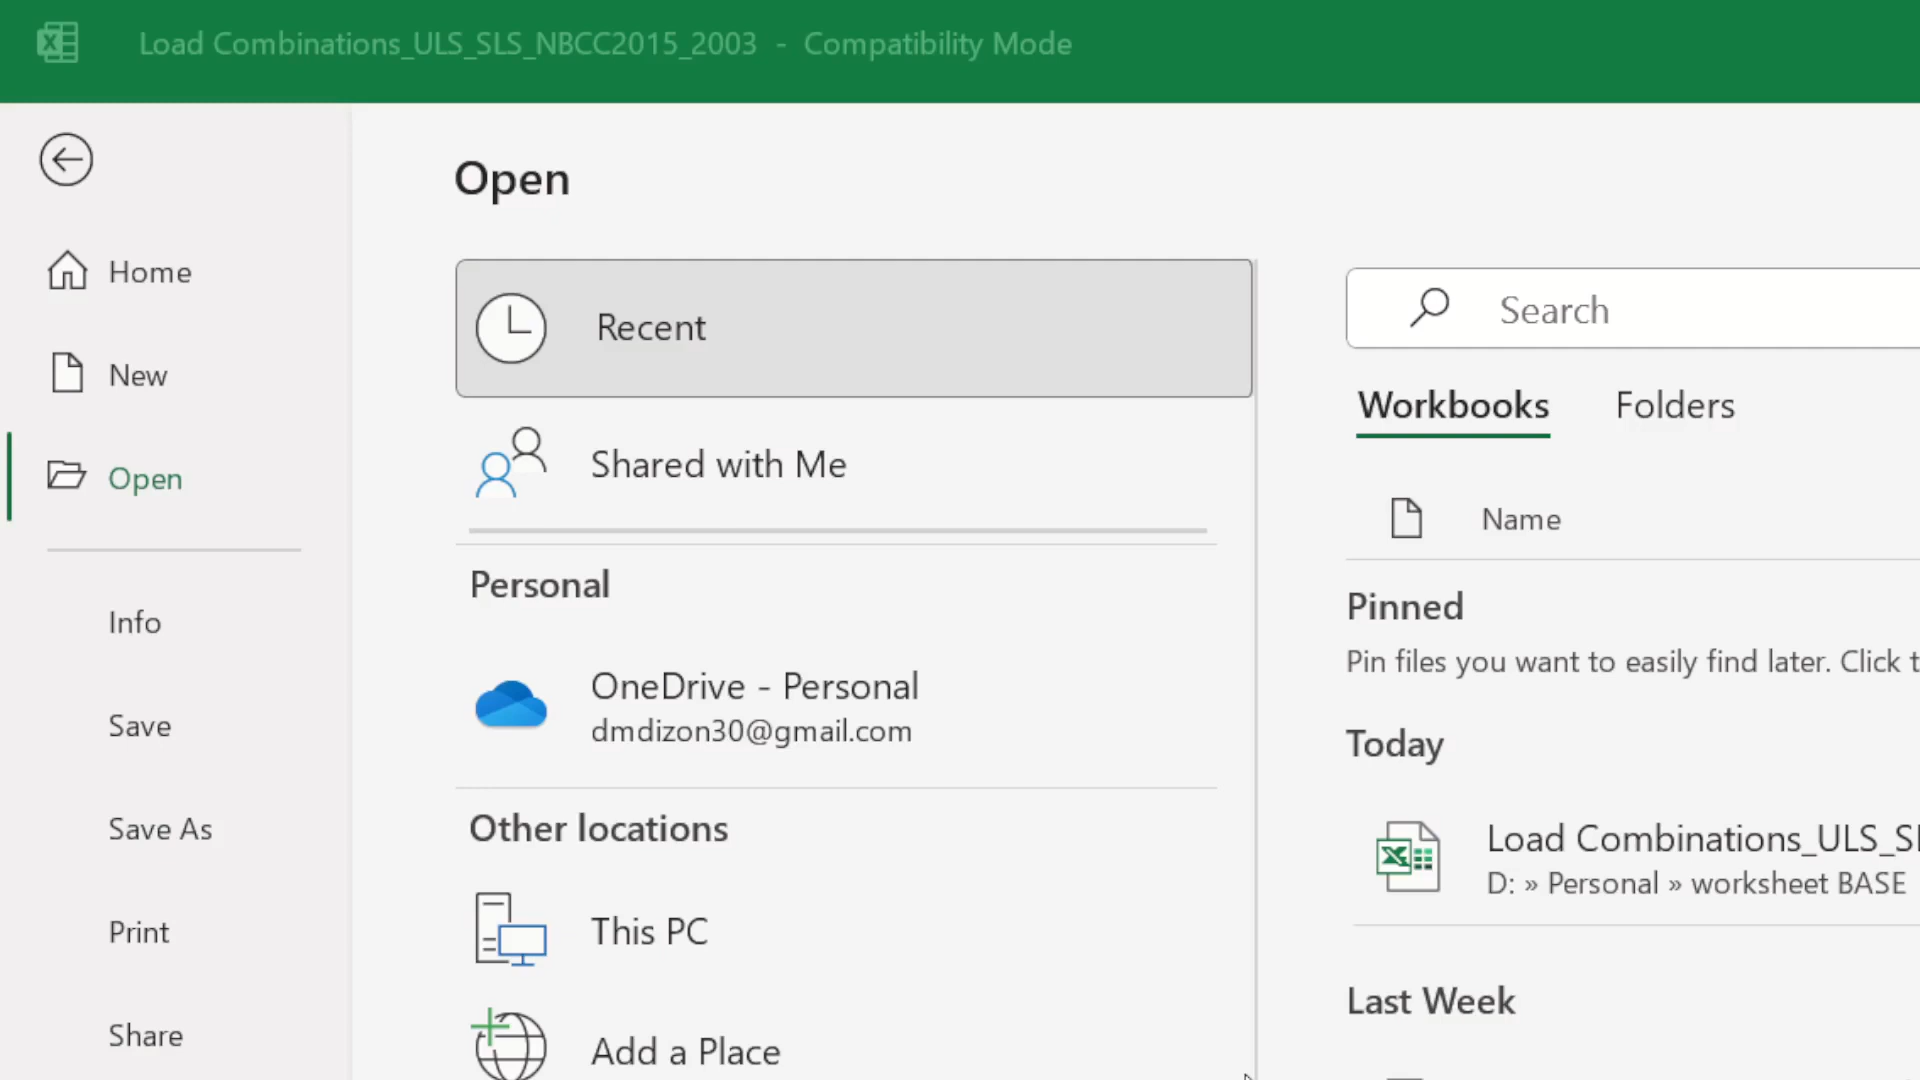 Load Combinations_ULS_SLS_NBCC2015_2003 - Compatibility Mode
Home
New
Open
Info
Save
Save As
Print
Share
Open
Recent
Shared with Me
Personal
OneDrive - Personal
dmdizon30@gmail.com
Other locations
This PC
Add a Place
Search
Workbooks Folders
Name
Pinned
Pin files you want to easily find later. Click t
Today
Load Combinations_ULS_S
D: » Personal » worksheet BASE
Last Week